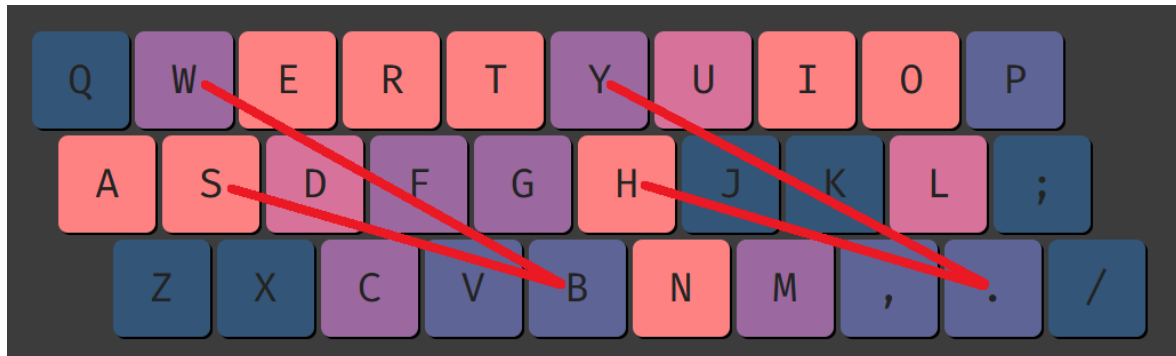 Q W E R T Y U I O P
A S D F G H J K L ;
Z X C V B N M , . /